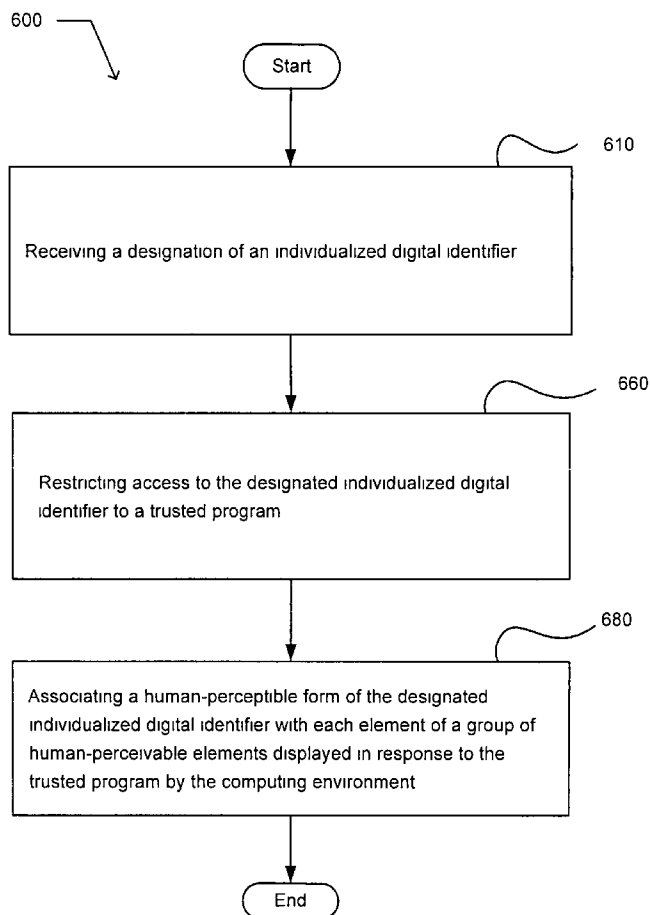 600
Start
610
Receiving a designation of an individualized digital identifier
660
Restricting access to the designated individualized digital
identifier to a trusted program
680
Associating a human-perceptible form of the designated
individualized digital identifier with each element of a group of
human-perceivable elements displayed in response to the
trusted program by the computing environment
End